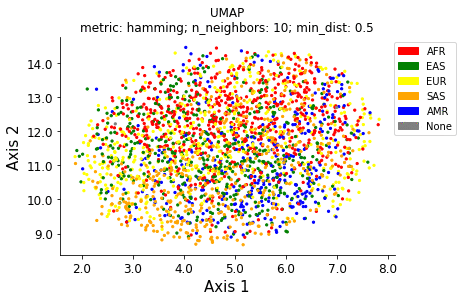 UMAP
metric: hamming; n_neighbors: 10; min_dist: 0.5
14.0
13.0
12.0
11.0
10.0
9.0
Axis 2
2.0 3.0 4.0 5.0 6.0 7.0 8.0
Axis 1
AFR
EAS
EUR
SAS
AMR
None